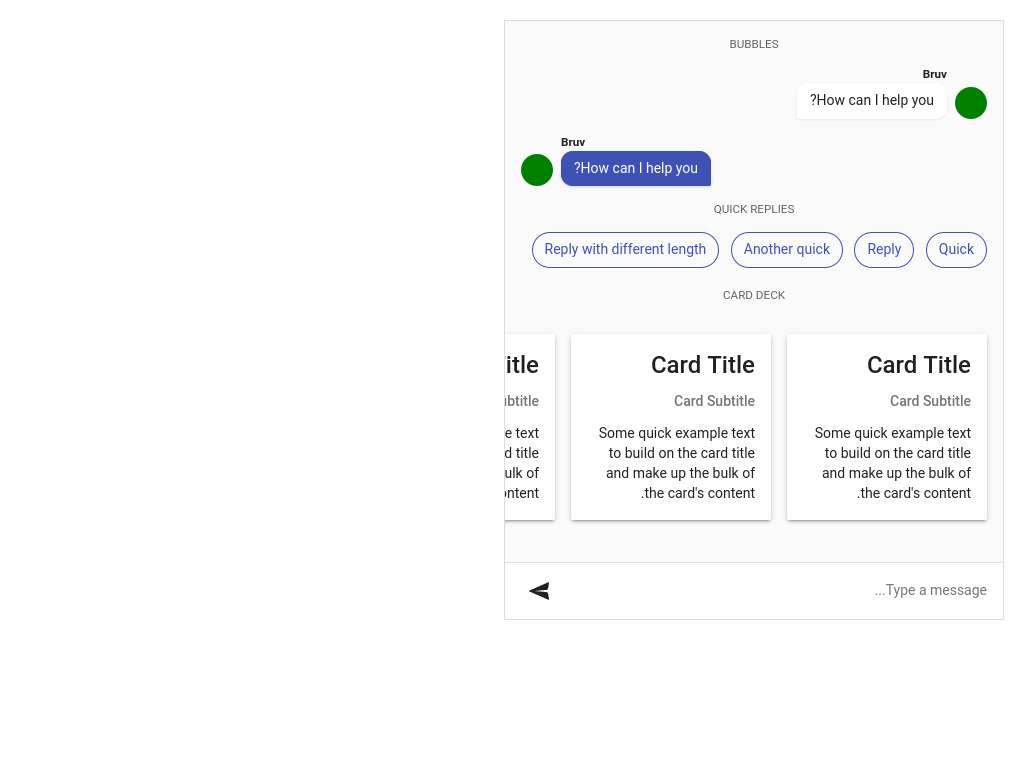 BUBBLES
Bruv
?How can I help you
Bruv
?How can I help you
QUICK REPLIES
Quick
Reply
Another quick
Reply with different length
CARD DECK
Card Title
Card Subtitle
Some quick example text
to build on the card title
and make up the bulk of
.the card's content
Card Title
Card Subtitle
Some quick example text
to build on the card title
and make up the bulk of
.the card's content
itle
btitle
e text
d title
ulk of
ntent
...Type a message